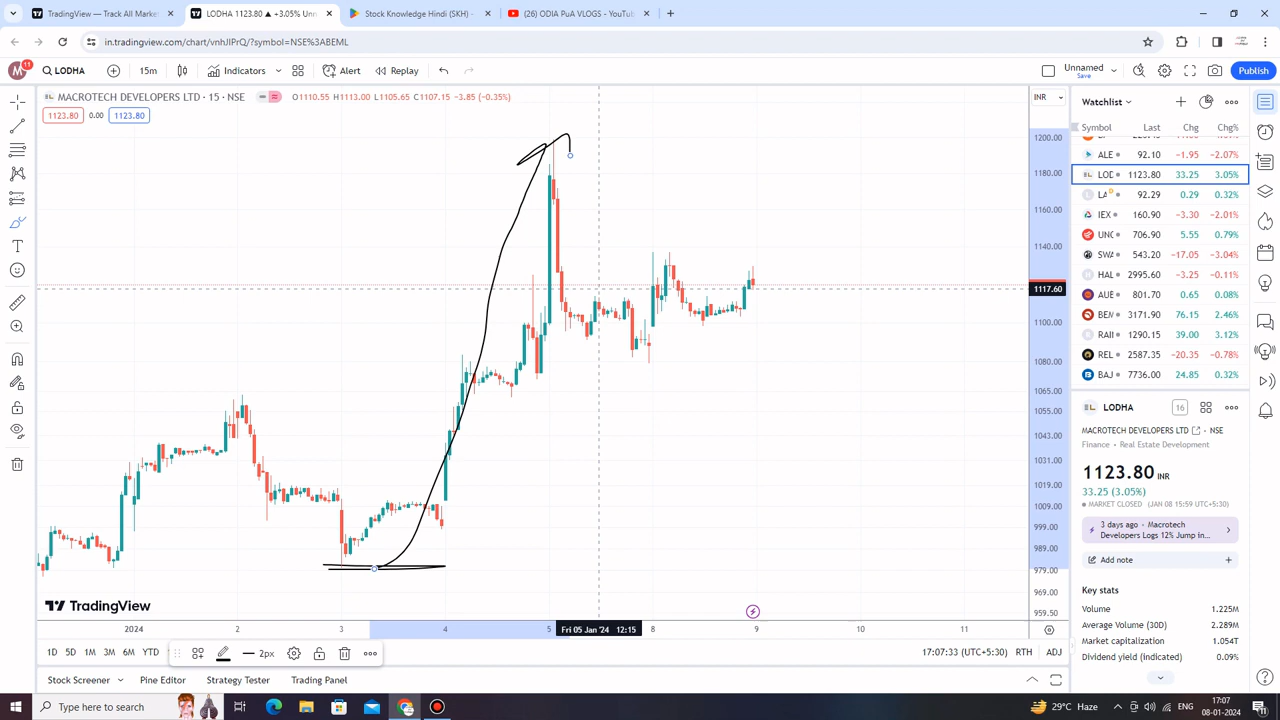 TradingView — Track All Market
LODHA 1123.80 ▲ +3.05% Unn
Stock Knowledge Hindi (SKH) -
(26) ODIA PuA VLOGS - YouTub
in.tradingview.com/chart/vnhJIPrQ/?symbol=NSE%3ABEML
M 11 LODHA 15m Indicators Alert Replay Unnamed Save Publish
MACROTECH DEVELOPERS LTD · 15 · NSE O1110.55 H1113.00 L1105.65 C1107.15 -3.85 (-0.35%)
1123.80 0.00 1123.80
INR
1200.00
1180.00
1160.00
1140.00
1117.60
1100.00
1080.00
1065.00
1055.00
1043.00
1031.00
1019.00
1009.00
999.00
989.00
979.00
969.00
959.50
TradingView
2024 2 3 4 5 Fri 05 Jan '24 12:15 8 9 10 11
1D 5D 1M 3M 6M YTD 2px 17:07:33 (UTC+5:30) RTH ADJ
Stock Screener Pine Editor Strategy Tester Trading Panel
Watchlist
Symbol Last Chg Chg%
ALE 92.10 −1.95 −2.07%
LOD 1123.80 33.25 3.05%
LA D 92.29 0.29 0.32%
IEX 160.90 −3.30 −2.01%
UNO 706.90 5.55 0.79%
SWA 543.20 −17.05 −3.04%
HAL 2995.60 −3.25 −0.11%
AUE 801.70 0.65 0.08%
BEM 3171.90 76.15 2.46%
RAII 1290.15 39.00 3.12%
REL 2587.35 −20.35 −0.78%
BAJ 7736.00 24.85 0.32%
LODHA 16
MACROTECH DEVELOPERS LTD · NSE
Finance · Real Estate Development
1123.80 INR
33.25 (3.05%)
MARKET CLOSED (JAN 08 15:59 UTC+5:30)
3 days ago · Macrotech
Developers Logs 12% Jump in...
Add note
Key stats
Volume 1.225M
Average Volume (30D) 2.289M
Market capitalization 1.054T
Dividend yield (indicated) 0.09%
Type here to search 29°C Haze ENG 17:07
08-01-2024 11